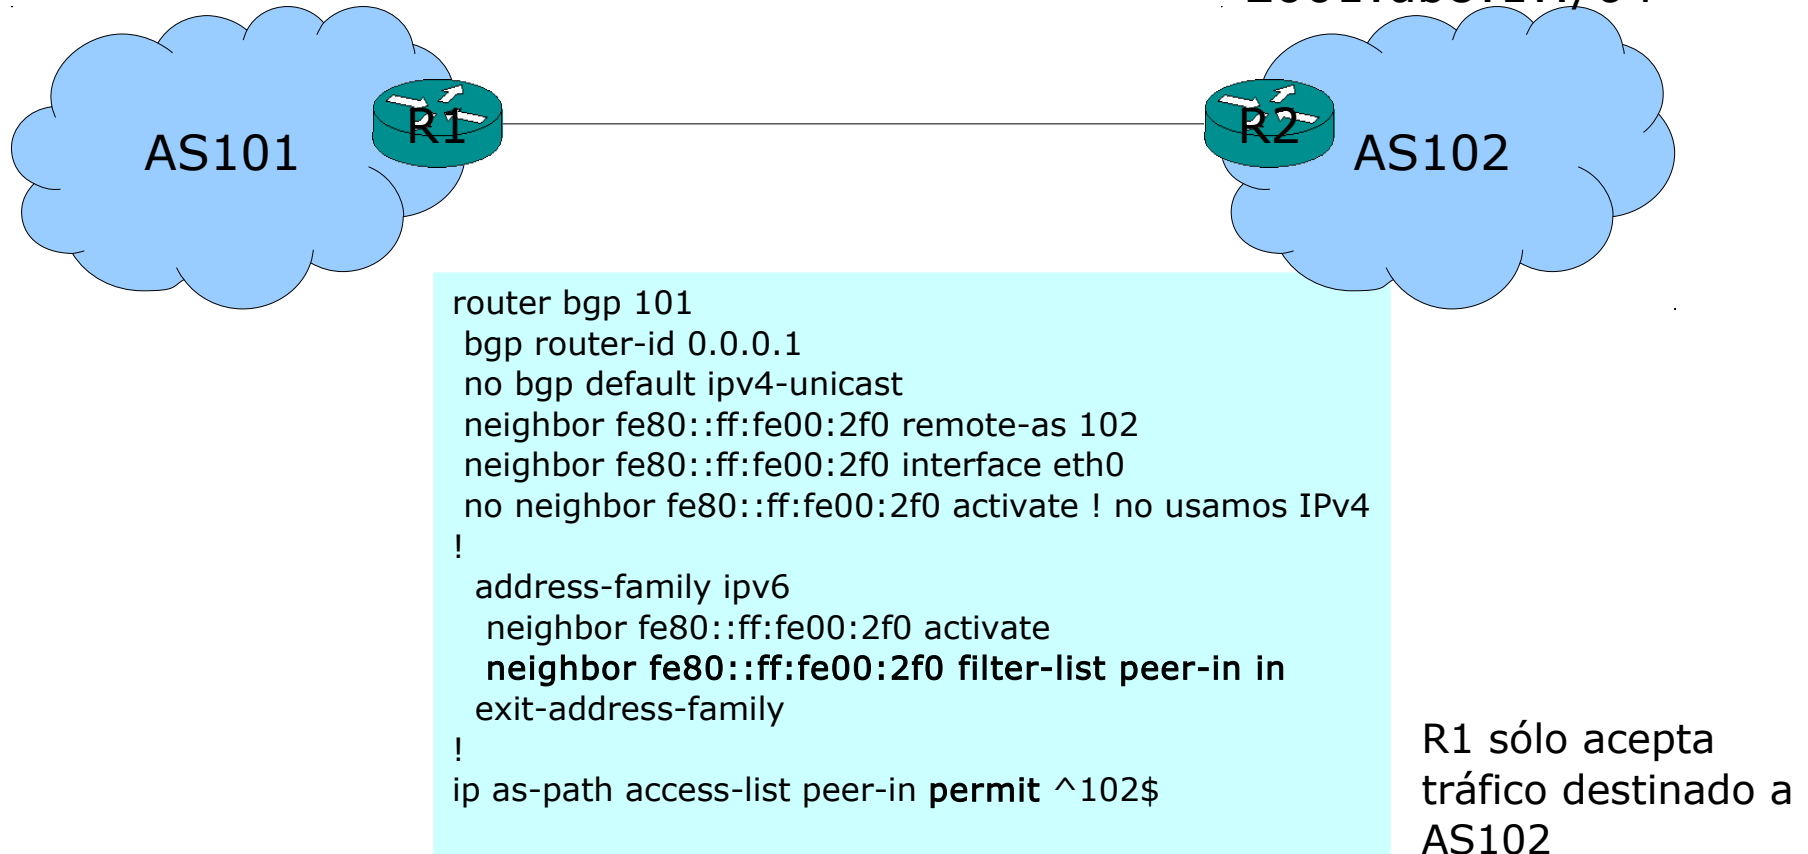 AS101
R1
R2
AS102
router bgp 101
bgp router-id 0.0.0.1
no bgp default ipv4-unicast
neighbor fe80::ff:fe00:2f0 remote-as 102
neighbor fe80::ff:fe00:2f0 interface eth0
no neighbor fe80::ff:fe00:2f0 activate ! no usamos IPv4
!
address-family ipv6
neighbor fe80::ff:fe00:2f0 activate
neighbor fe80::ff:fe00:2f0 filter-list peer-in in
exit-address-family
!
ip as-path access-list peer-in permit ^102$
R1 sólo acepta
tráfico destinado a
AS102